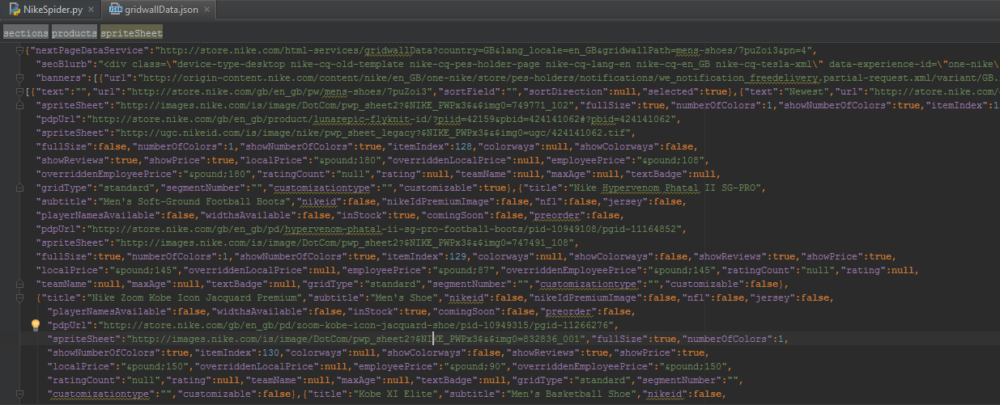 NikeSpider.py × gridwallData.json ×
sections products spriteSheet
{"nextPageDataService":"http://store.nike.com/html-services/gridwallData?country=GB&lang_locale=en_GB&gridwallPath=mens-shoes/7puZoi3&pn=4",
"seoBlurb":"<div class=\"device-type-desktop nike-cq-old-template nike-cq-pes-holder-page nike-cq-lang-en nike-cq-en_GB nike-cq-tesla-xml\" data-experience-id=\"one-nike\
"banners":[{"url":"http://origin-content.nike.com/content/nike/en_GB/one-nike/store/pes-holders/notifications/we_notification_freedelivery.partial-request.xml/variant/GB.
[{"text":"","url":"http://store.nike.com/gb/en_gb/pw/mens-shoes/7puZoi3","sortField":"","sortDirection":null,"selected":true},{"text":"Newest","url":"http://store.nike.com/
"spriteSheet":"http://images.nike.com/is/image/DotCom/pwp_sheet2?$NIKE_PWPx3$&$img0=749771_102","fullSize":true,"numberOfColors":1,"showNumberOfColors":true,"itemIndex":1
"pdpUrl":"http://store.nike.com/gb/en_gb/product/lunarepic-flyknit-id/?piid=42159&pbid=424141062#?pbid=424141062",
"spriteSheet":"http://ugc.nikeid.com/is/image/nike/pwp_sheet_legacy?$NIKE_PWPx3$&$img0=ugc/424141062.tif",
"fullSize":false,"numberOfColors":1,"showNumberOfColors":true,"itemIndex":128,"colorways":null,"showColorways":false,
"showReviews":true,"showPrice":true,"localPrice":"&pound;180","overriddenLocalPrice":null,"employeePrice":"&pound;108",
"overriddenEmployeePrice":"&pound;180","ratingCount":"null","rating":null,"teamName":null,"maxAge":null,"textBadge":null,
"gridType":"standard","segmentNumber":"","customizationtype":"","customizable":true},{"title":"Nike Hypervenom Phatal II SG-PRO",
"subtitle":"Men's Soft-Ground Football Boots","nikeid":false,"nikeIdPremiumImage":false,"nfl":false,"jersey":false,
"playerNamesAvailable":false,"widthsAvailable":false,"inStock":true,"comingSoon":false,"preorder":false,
"pdpUrl":"http://store.nike.com/gb/en_gb/pd/hypervenom-phatal-ii-sg-pro-football-boots/pid-10949108/pgid-11164852",
"spriteSheet":"http://images.nike.com/is/image/DotCom/pwp_sheet2?$NIKE_PWPx3$&$img0=747491_108",
"fullSize":true,"numberOfColors":1,"showNumberOfColors":true,"itemIndex":129,"colorways":null,"showColorways":false,"showReviews":true,"showPrice":true,
"localPrice":"&pound;145","overriddenLocalPrice":null,"employeePrice":"&pound;87","overriddenEmployeePrice":"&pound;145","ratingCount":"null","rating":null,
"teamName":null,"maxAge":null,"textBadge":null,"gridType":"standard","segmentNumber":"","customizationtype":"","customizable":false},
{"title":"Nike Zoom Kobe Icon Jacquard Premium","subtitle":"Men's Shoe","nikeid":false,"nikeIdPremiumImage":false,"nfl":false,"jersey":false,
"playerNamesAvailable":false,"widthsAvailable":false,"inStock":true,"comingSoon":false,"preorder":false,
"pdpUrl":"http://store.nike.com/gb/en_gb/pd/zoom-kobe-icon-jacquard-shoe/pid-10949315/pgid-11266276",
"spriteSheet":"http://images.nike.com/is/image/DotCom/pwp_sheet2?$NIKE_PWPx3$&$img0=832836_001","fullSize":true,"numberOfColors":1,
"showNumberOfColors":true,"itemIndex":130,"colorways":null,"showColorways":false,"showReviews":true,"showPrice":true,
"localPrice":"&pound;150","overriddenLocalPrice":null,"employeePrice":"&pound;90","overriddenEmployeePrice":"&pound;150",
"ratingCount":"null","rating":null,"teamName":null,"maxAge":null,"textBadge":null,"gridType":"standard","segmentNumber":"",
"customizationtype":"","customizable":false},{"title":"Kobe XI Elite","subtitle":"Men's Basketball Shoe","nikeid":false,